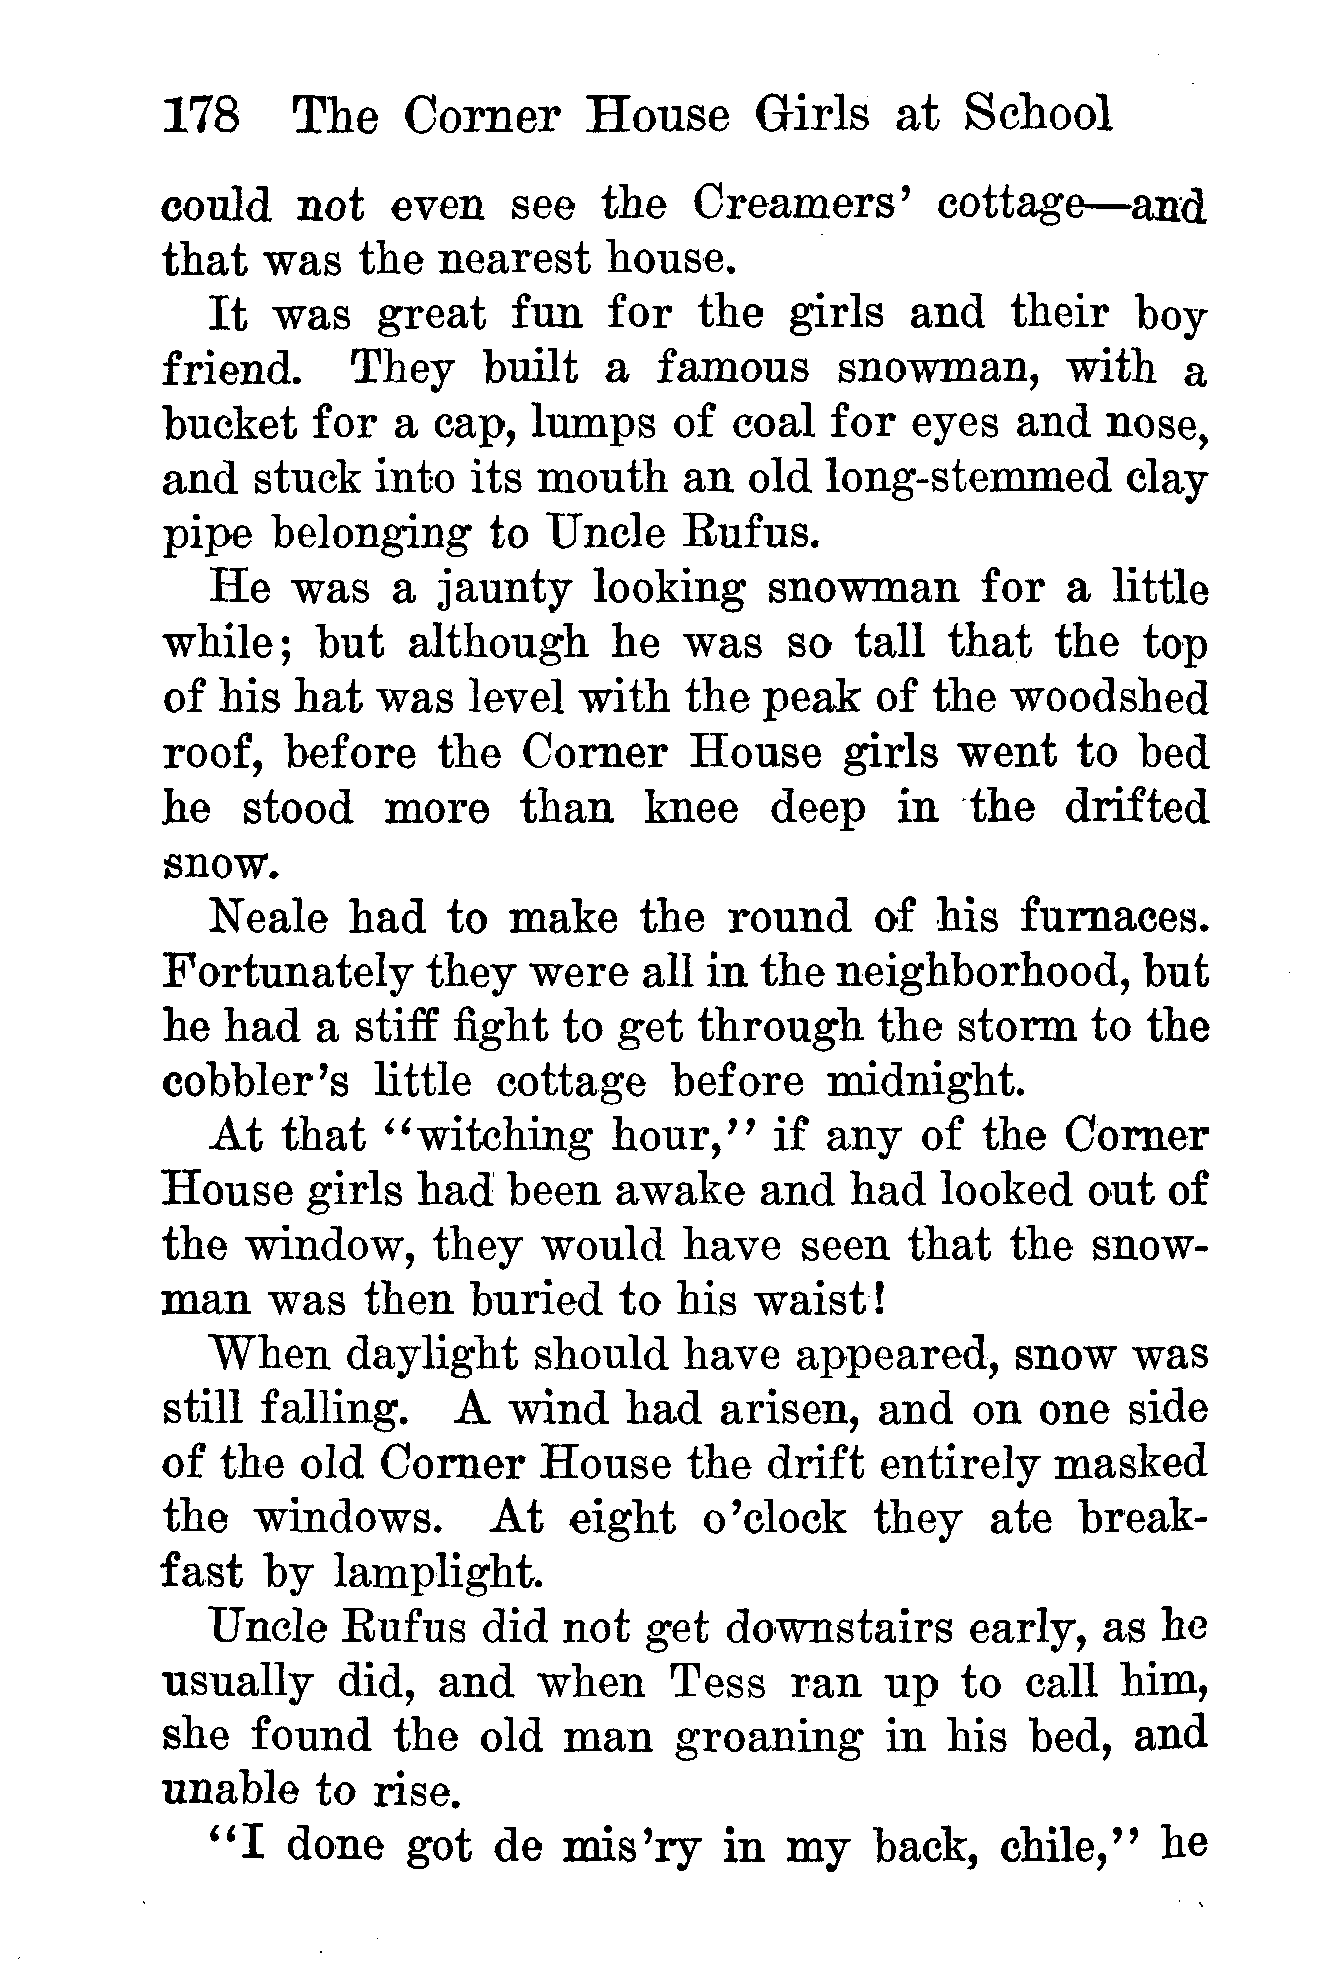 178 The Corner House Girls at School
could not even see the Creamers' cottage—and
that was the nearest house.
It was great fun for the girls and their boy
friend. They built a famous snowman, with a
bucket for a cap, lumps of coal for eyes and nose,
and stuck into its mouth an old long-stemmed clay
pipe belonging to Uncle Rufus.
He was a jaunty looking snowman for a little
while; but although he was so tall that the top
of his hat was level with the peak of the woodshed
roof, before the Corner House girls went to bed
he stood more than knee deep in the drifted
snow.
Neale had to make the round of his furnaces.
Fortunately they were all in the neighborhood, but
he had a stiff fight to get through the storm to the
cobbler's little cottage before midnight.
At that "witching hour," if any of the Corner
House girls had been awake and had looked out of
the window, they would have seen that the snow-
man was then buried to his waist!
When daylight should have appeared, snow was
still falling. A wind had arisen, and on one side
of the old Corner House the drift entirely masked
the windows. At eight o'clock they ate break-
fast by lamplight.
Uncle Rufus did not get downstairs early, as he
usually did, and when Tess ran up to call him,
she found the old man groaning in his bed, and
unable to rise.
"I done got de mis'ry in my back, chile," he